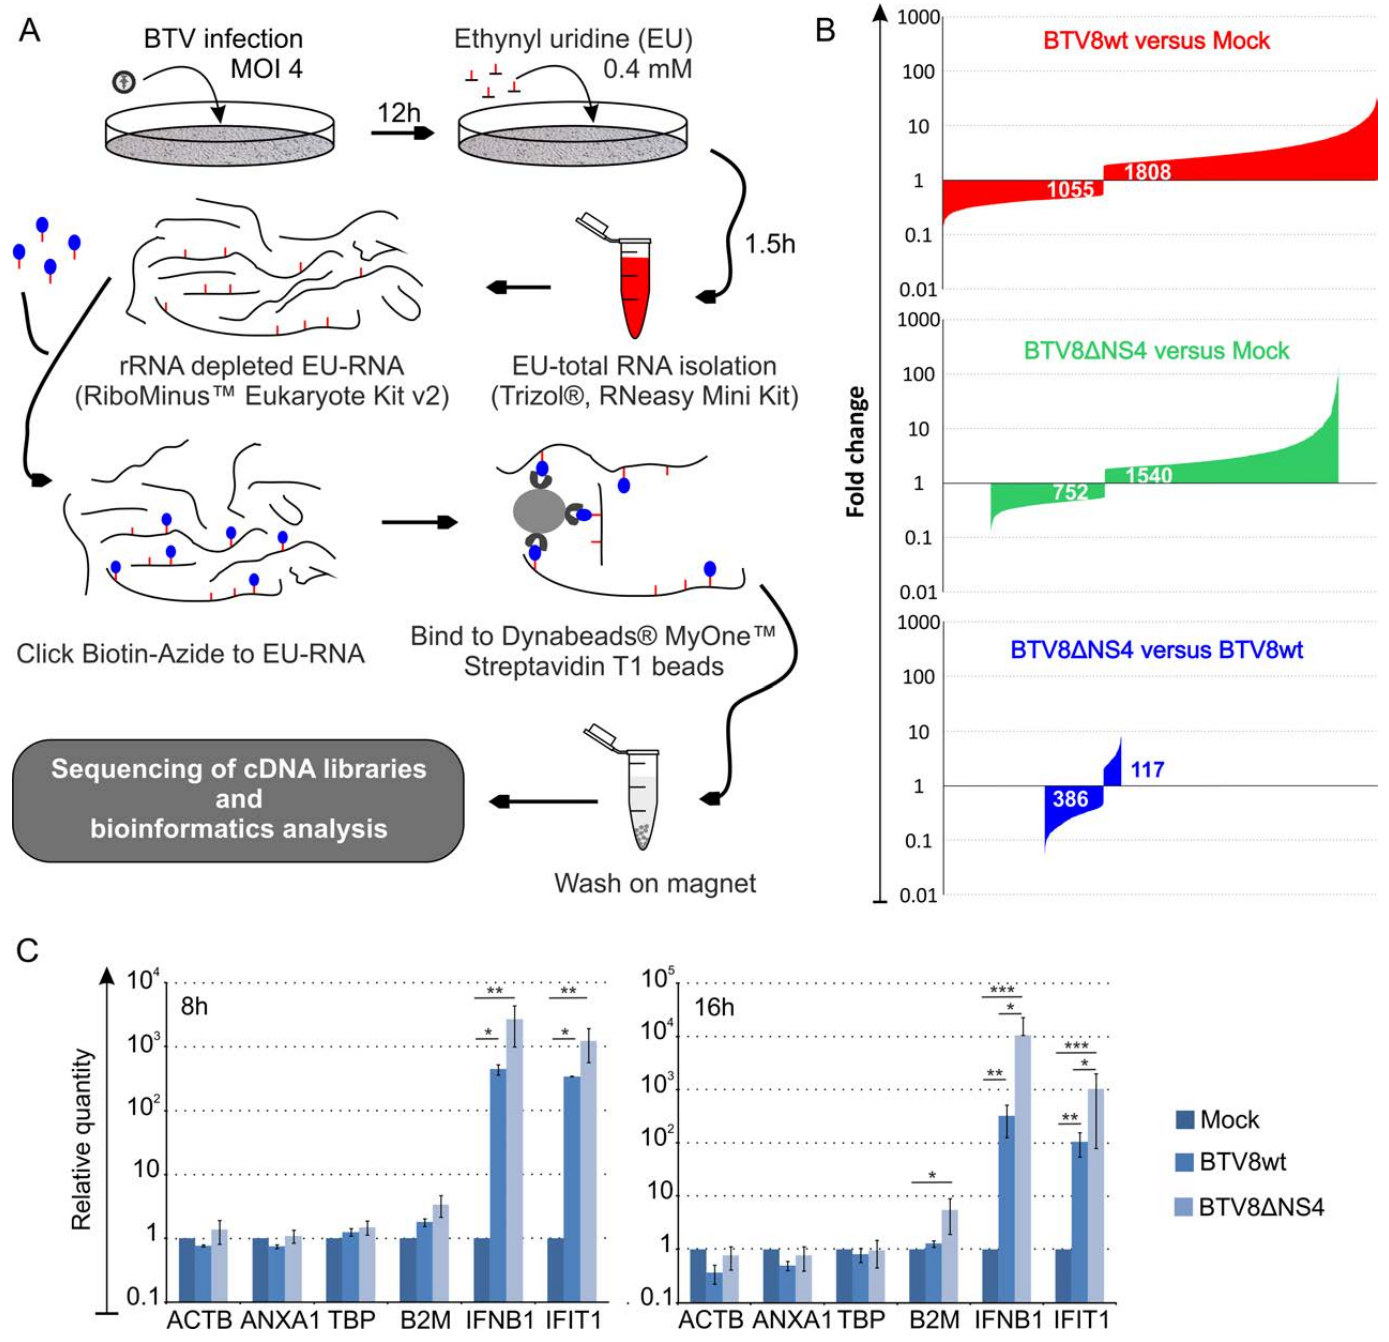 A
BTV infection
MOI 4
12h
Ethynyl uridine (EU)
0.4 mM
1.5h
rRNA depleted EU-RNA
(RiboMinus™ Eukaryote Kit v2)
EU-total RNA isolation
(Trizol®, RNeasy Mini Kit)
Click Biotin-Azide to EU-RNA
Bind to Dynabeads® MyOne™
Streptavidin T1 beads
Sequencing of cDNA libraries
and
bioinformatics analysis
Wash on magnet
B
Fold change
BTV8wt versus Mock
1000
100
10
1
0.1
0.01
1055
1808
BTV8ΔNS4 versus Mock
1000
100
10
1
0.1
0.01
752
1540
BTV8ΔNS4 versus BTV8wt
1000
100
10
1
0.1
0.01
386
117
C
Relative quantity
8h
10⁴
10³
10²
10
1
0.1
** **
* *
ACTB ANXA1 TBP B2M IFNB1 IFIT1
16h
10⁵
10⁴
10³
10²
10
1
0.1
***
*
***
*
**
**
*
ACTB ANXA1 TBP B2M IFNB1 IFIT1
Mock
BTV8wt
BTV8ΔNS4